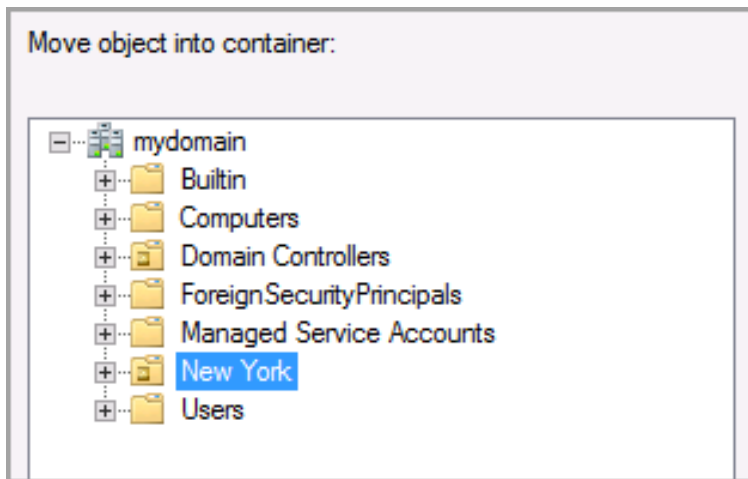 Move object into container:
mydomain
Builtin
Computers
Domain Controllers
ForeignSecurityPrincipals
Managed Service Accounts
New York
Users